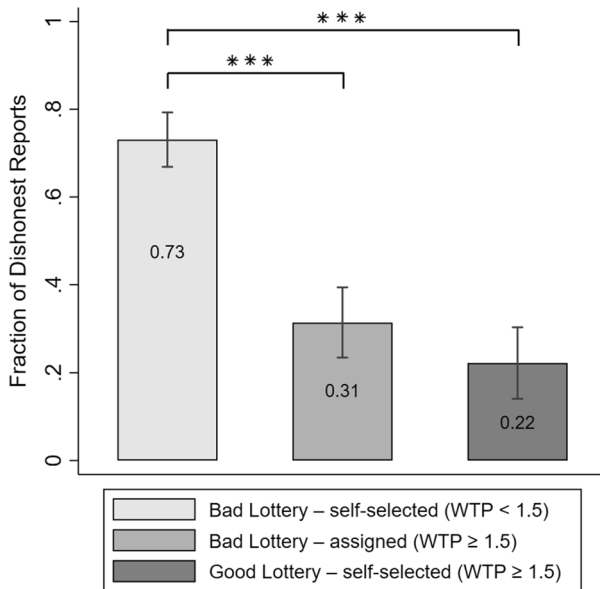 Fraction of Dishonest Reports
1
.8
.6
.4
.2
0
***
***
0.73
0.31
0.22
Bad Lottery – self-selected (WTP < 1.5)
Bad Lottery – assigned (WTP ≥ 1.5)
Good Lottery – self-selected (WTP ≥ 1.5)